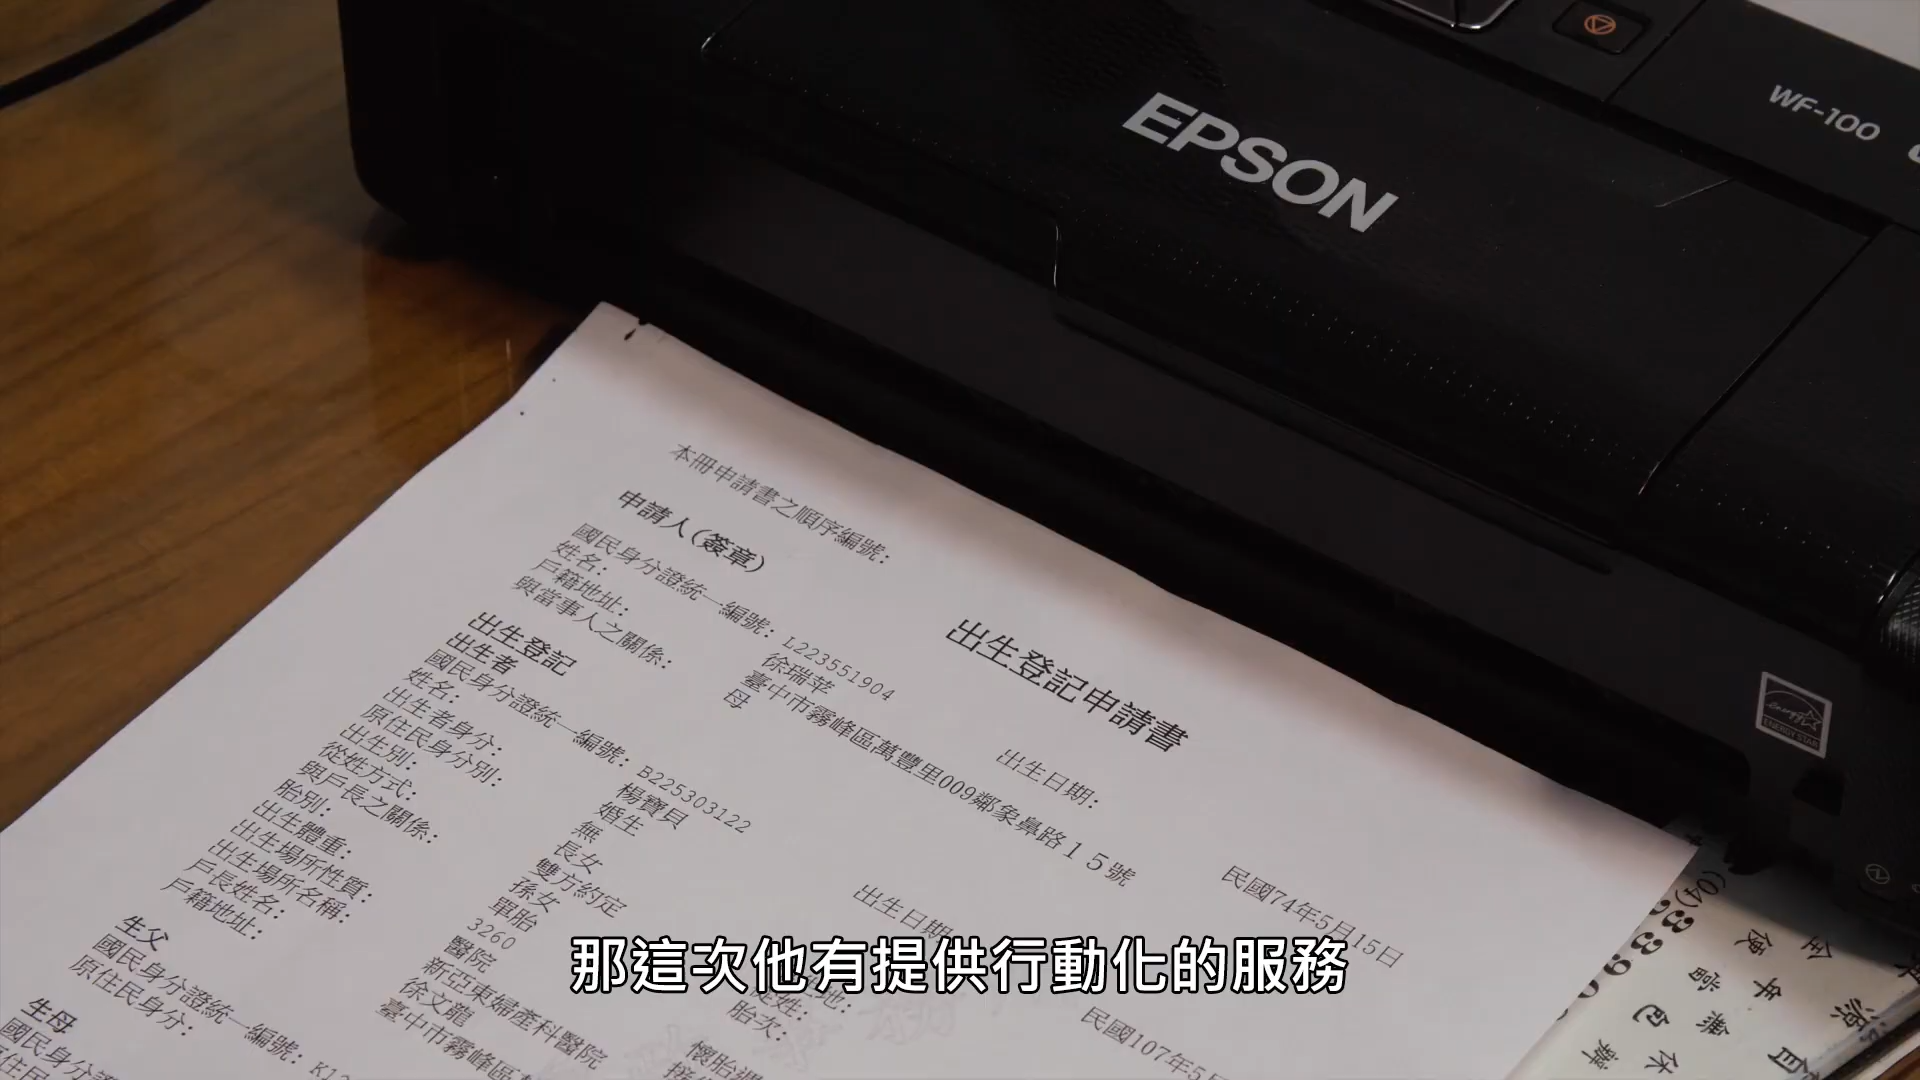 EPSON
WF-100
ENERGY STAR
本冊申請書之順序編號：
出生登記申請書
申請人（簽章）
國民身分證統一編號：L223551904
出生日期：民國74年5月15日
姓名：徐瑞苹
戶籍地址：臺中市霧峰區萬豐里009鄰象鼻路１５號
與當事人之關係：母
出生登記
出生者
國民身分證統一編號：B225303122
出生日期
民國107年5
姓名：楊寶貝
出生者身分：婚生
原住民身分別：無
出生別：長女
從姓方式：雙方約定
與戶長之關係：孫女
胎別：單胎
胎次：
出生體重：3260
出生場所性質：醫院
出生場所名稱：新亞東婦產科醫院
戶長姓名：徐文龍
戶籍地址：臺中市霧峰區
生父
國民身分證統一編號：K12
原住民身分：
生母
國民身分證統一編
那這次他有提供行動化的服務